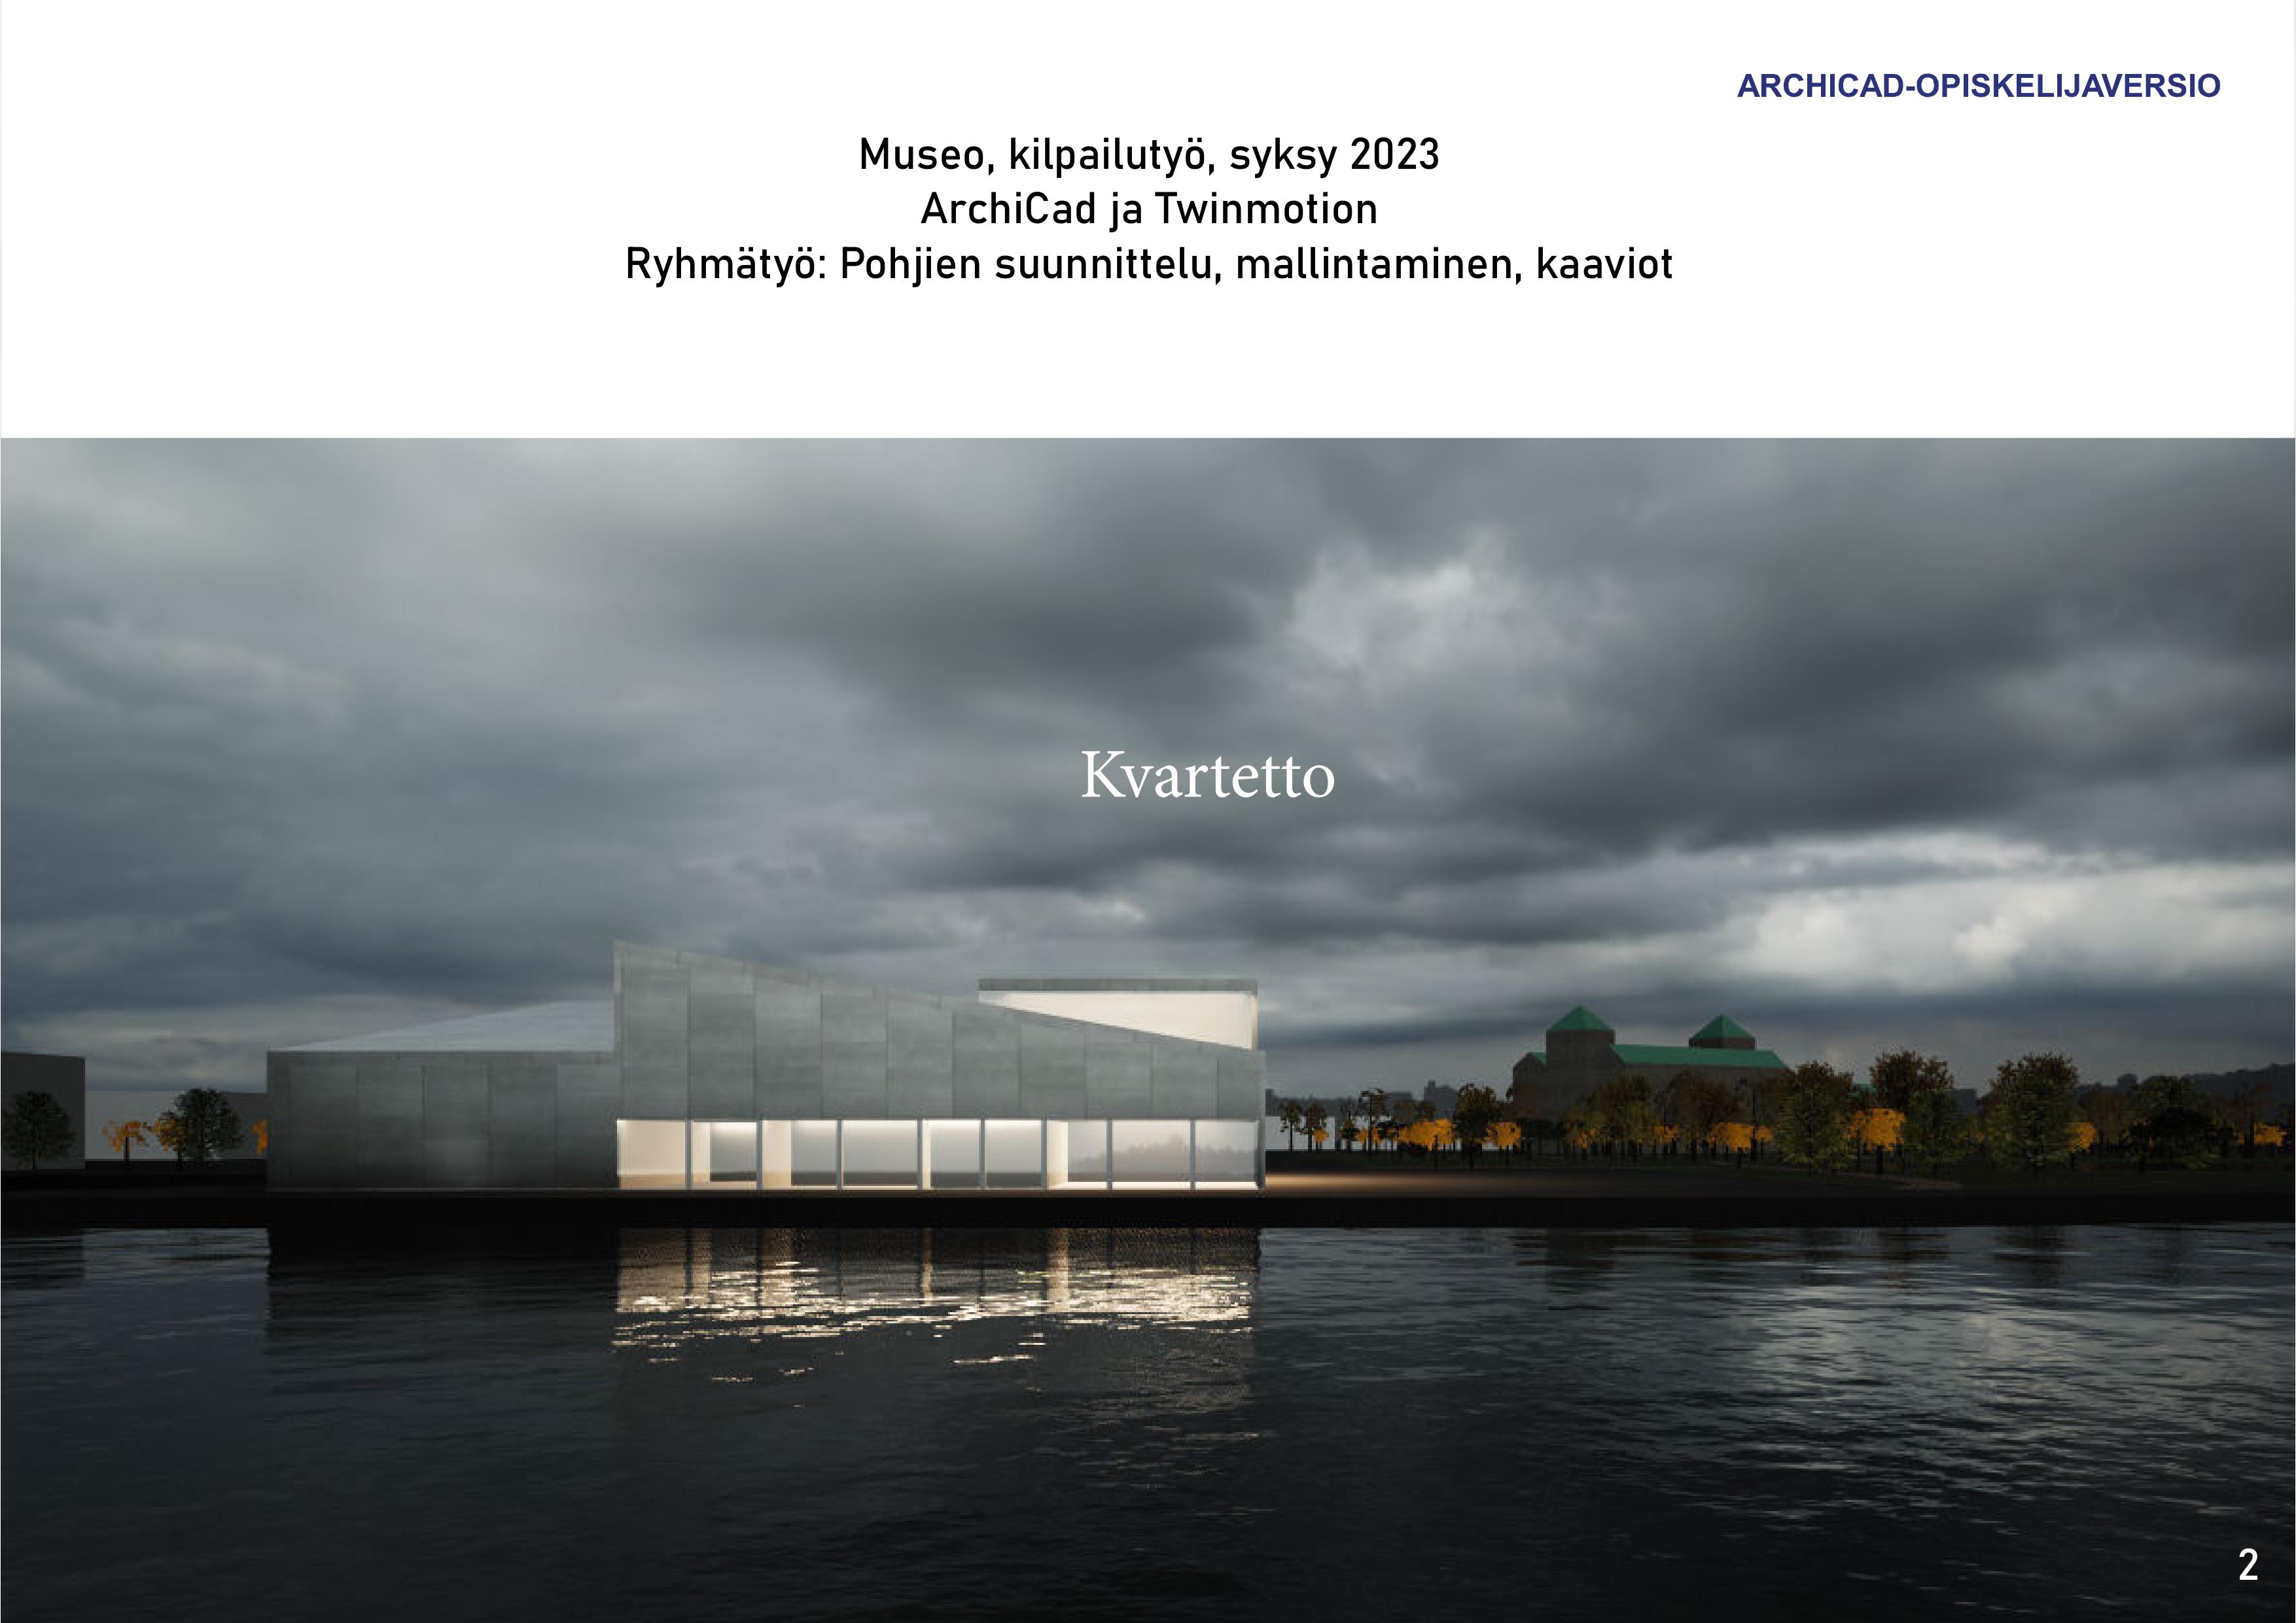 ARCHICAD-OPISKELIJAVERSIO
Museo, kilpailutyö, syksy 2023
ArchiCad ja Twinmotion
Ryhmätyö: Pohjien suunnittelu, mallintaminen, kaaviot
Kvartetto
2